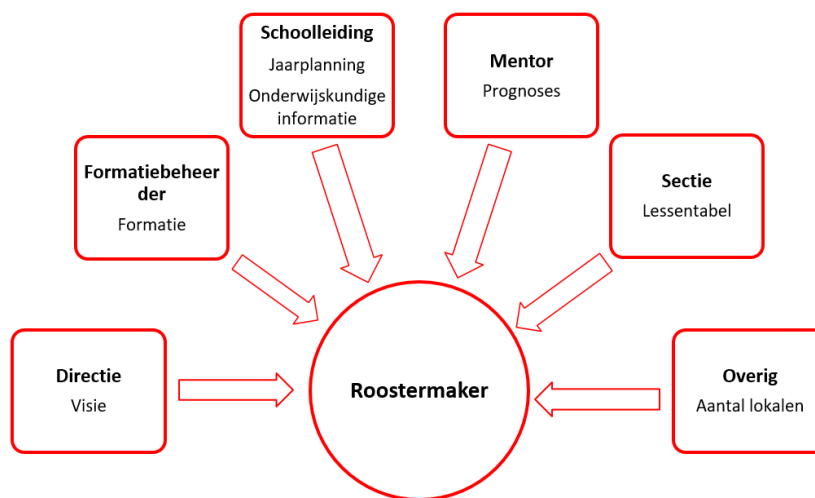 Schoolleiding
Jaarplanning
Onderwijskundige
informatie
Mentor
Prognoses
Formatiebeheer
der
Formatie
Sectie
Lessentabel
Directie
Visie
Roostermaker
Overig
Aantal lokalen